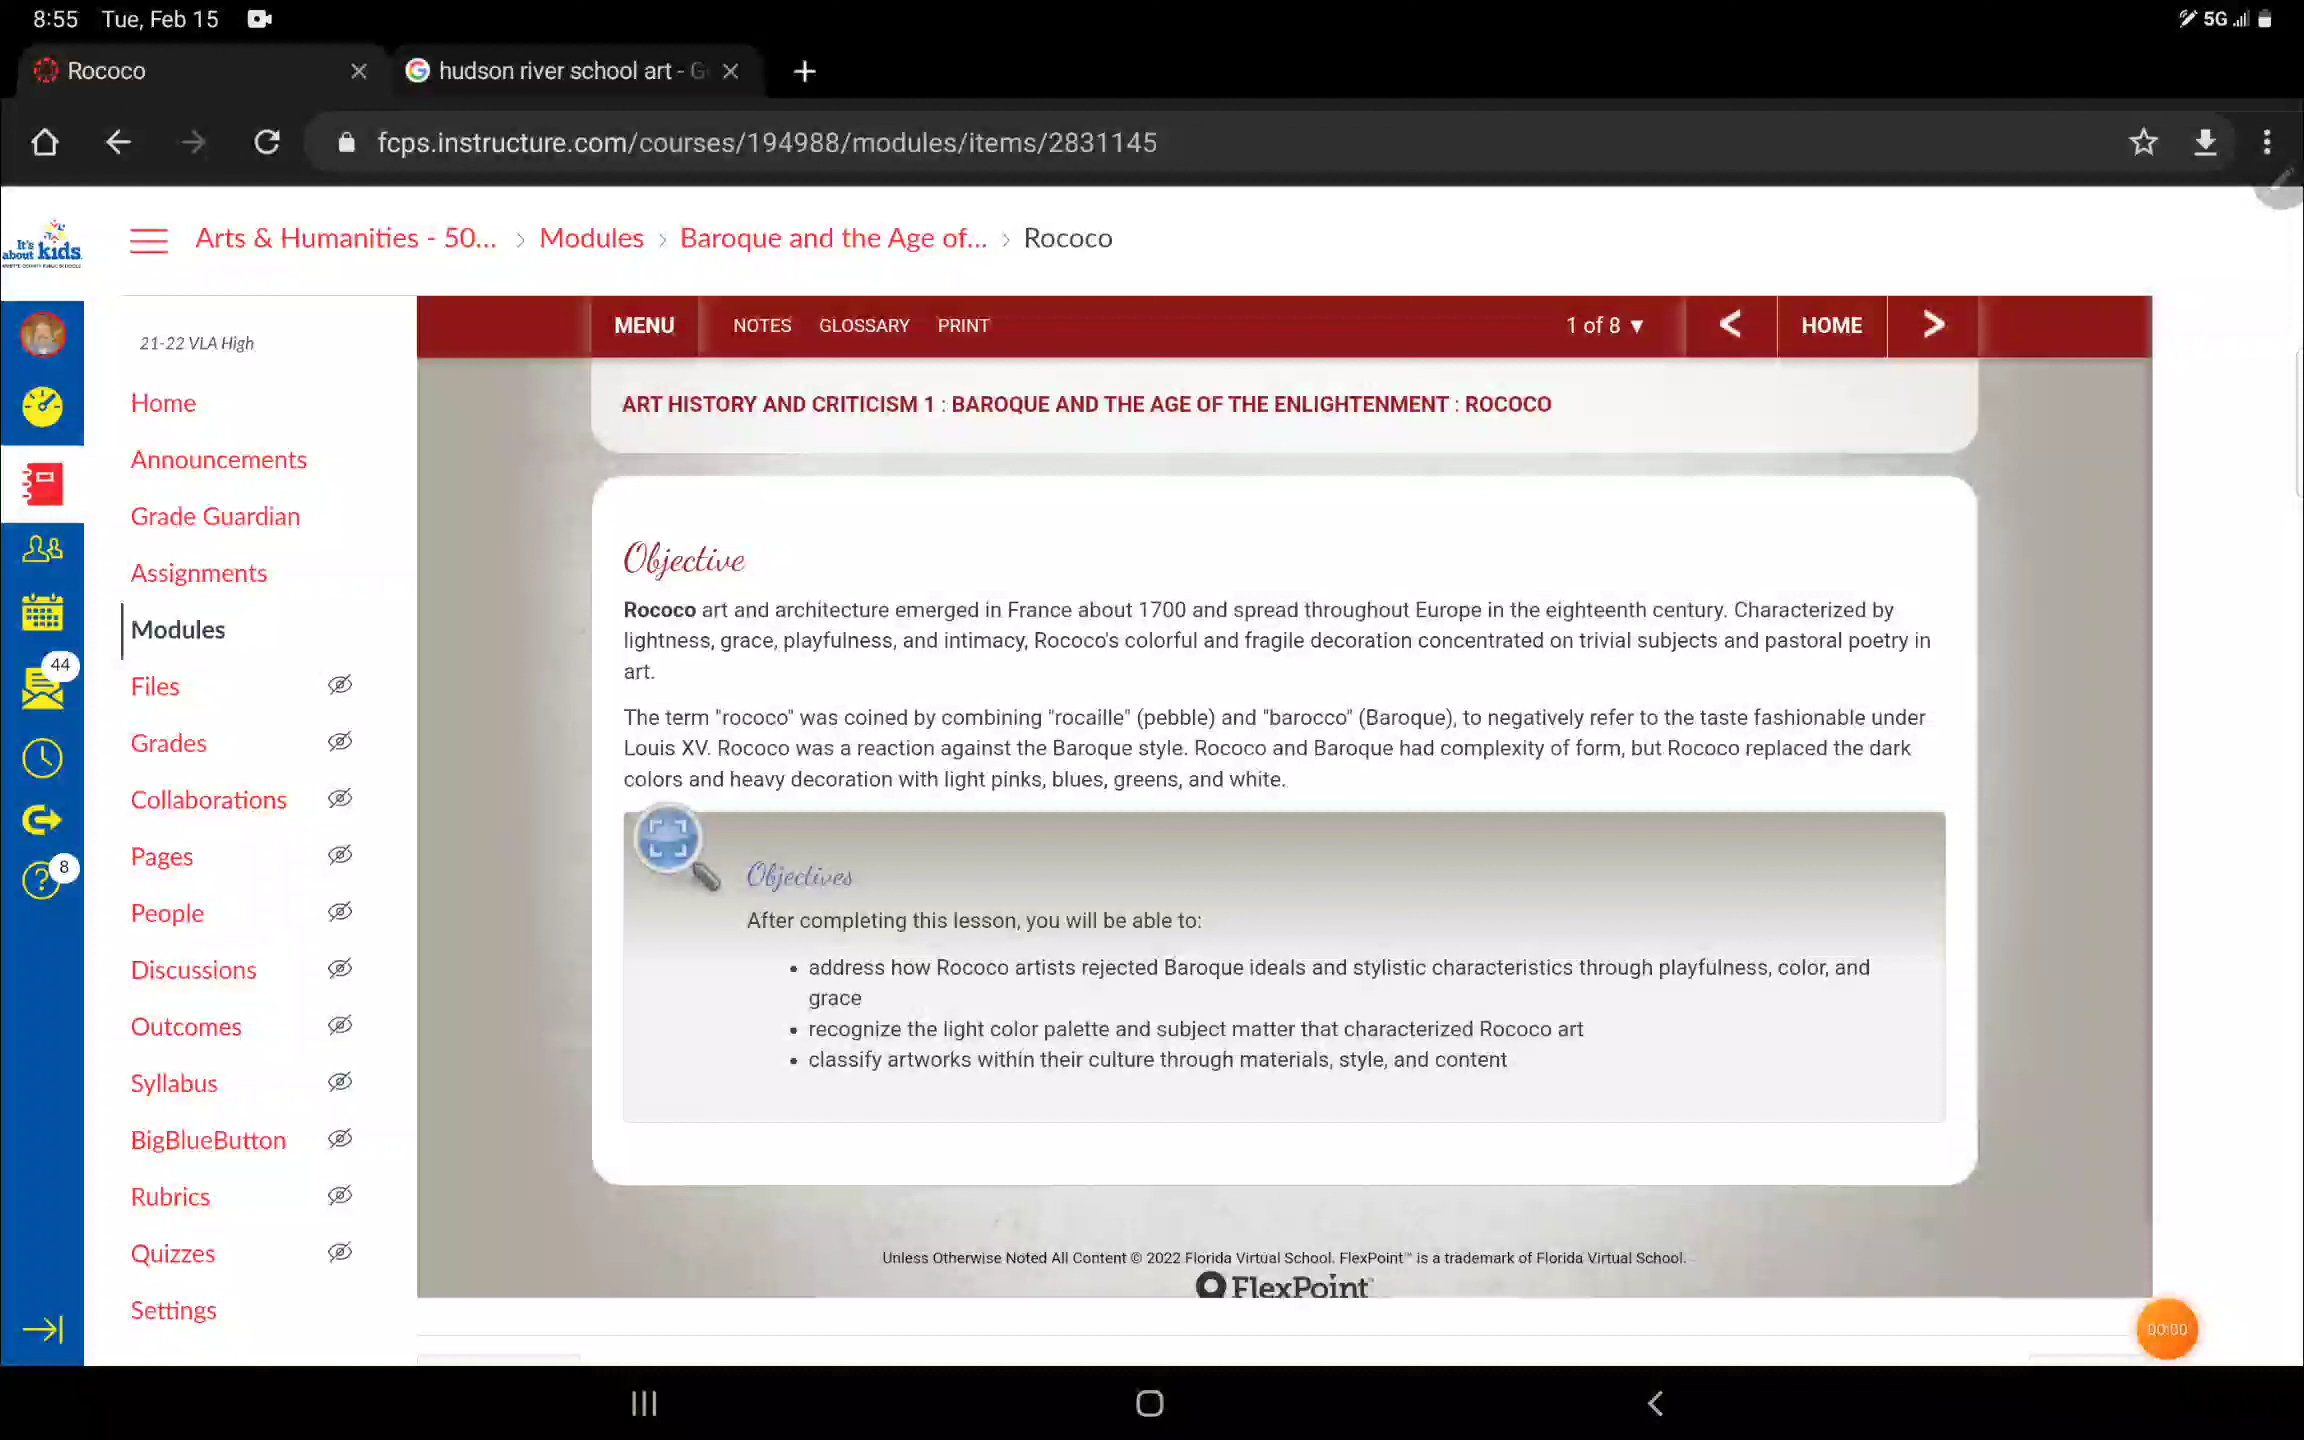 8:55 Tue, Feb 15
5G
Rococo
hudson river school art - G
fcps.instructure.com/courses/194988/modules/items/2831145
It's
about kids
Arts & Humanities - 50... > Modules > Baroque and the Age of... > Rococo
21-22 VLA High
Home
Announcements
Grade Guardian
Assignments
Modules
Files
Grades
Collaborations
Pages
People
Discussions
Outcomes
Syllabus
BigBlueButton
Rubrics
Quizzes
Settings
44
8
MENU NOTES GLOSSARY PRINT 1 of 8 ▼ < HOME >
ART HISTORY AND CRITICISM 1 : BAROQUE AND THE AGE OF THE ENLIGHTENMENT : ROCOCO
Objective
Rococo art and architecture emerged in France about 1700 and spread throughout Europe in the eighteenth century. Characterized by
lightness, grace, playfulness, and intimacy, Rococo's colorful and fragile decoration concentrated on trivial subjects and pastoral poetry in
art.
The term "rococo" was coined by combining "rocaille" (pebble) and "barocco" (Baroque), to negatively refer to the taste fashionable under
Louis XV. Rococo was a reaction against the Baroque style. Rococo and Baroque had complexity of form, but Rococo replaced the dark
colors and heavy decoration with light pinks, blues, greens, and white.
Objectives
After completing this lesson, you will be able to:
• address how Rococo artists rejected Baroque ideals and stylistic characteristics through playfulness, color, and
grace
• recognize the light color palette and subject matter that characterized Rococo art
• classify artworks within their culture through materials, style, and content
Unless Otherwise Noted All Content © 2022 Florida Virtual School. FlexPoint™ is a trademark of Florida Virtual School.
FlexPoint™
00:00